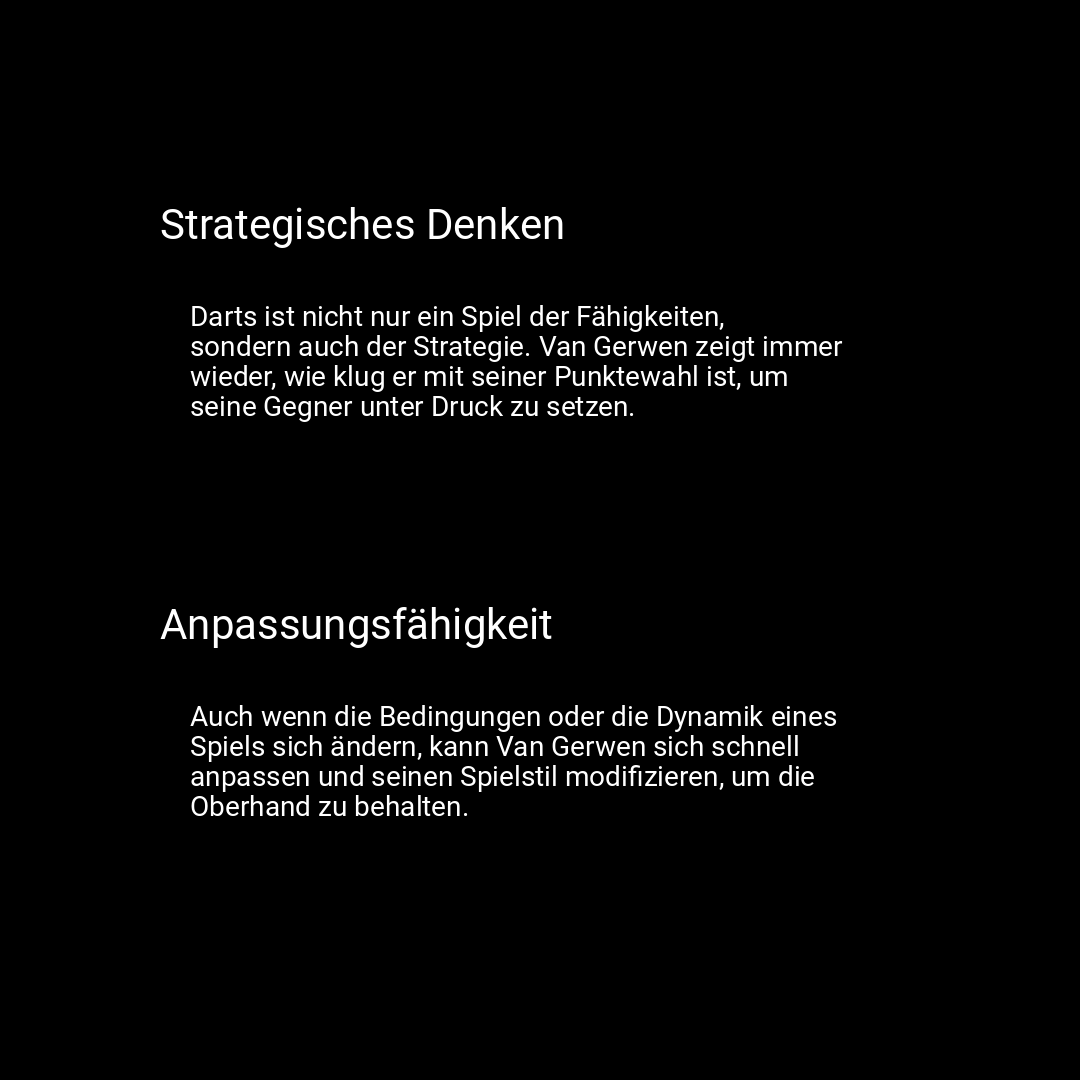 Strategisches Denken
Darts ist nicht nur ein Spiel der Fähigkeiten,
sondern auch der Strategie. Van Gerwen zeigt immer
wieder, wie klug er mit seiner Punktewahl ist, um
seine Gegner unter Druck zu setzen.
Anpassungsfähigkeit
Auch wenn die Bedingungen oder die Dynamik eines
Spiels sich ändern, kann Van Gerwen sich schnell
anpassen und seinen Spielstil modifizieren, um die
Oberhand zu behalten.